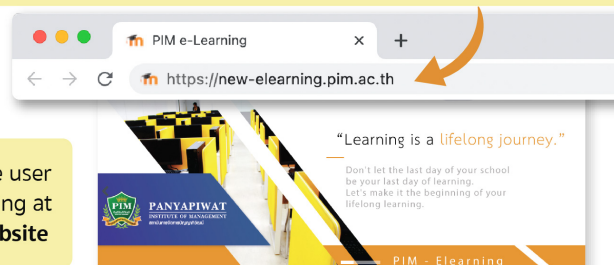 PIM e-Learning
https://new-elearning.pim.ac.th
"Learning is a lifelong journey."
Don't let the last day of your school
be your last day of learning.
Let's make it the beginning of your
lifelong learning.
user
ng at
bsite
PIM
PANYAPIWAT
INSTITUTE OF MANAGEMENT
PIM - Elearning